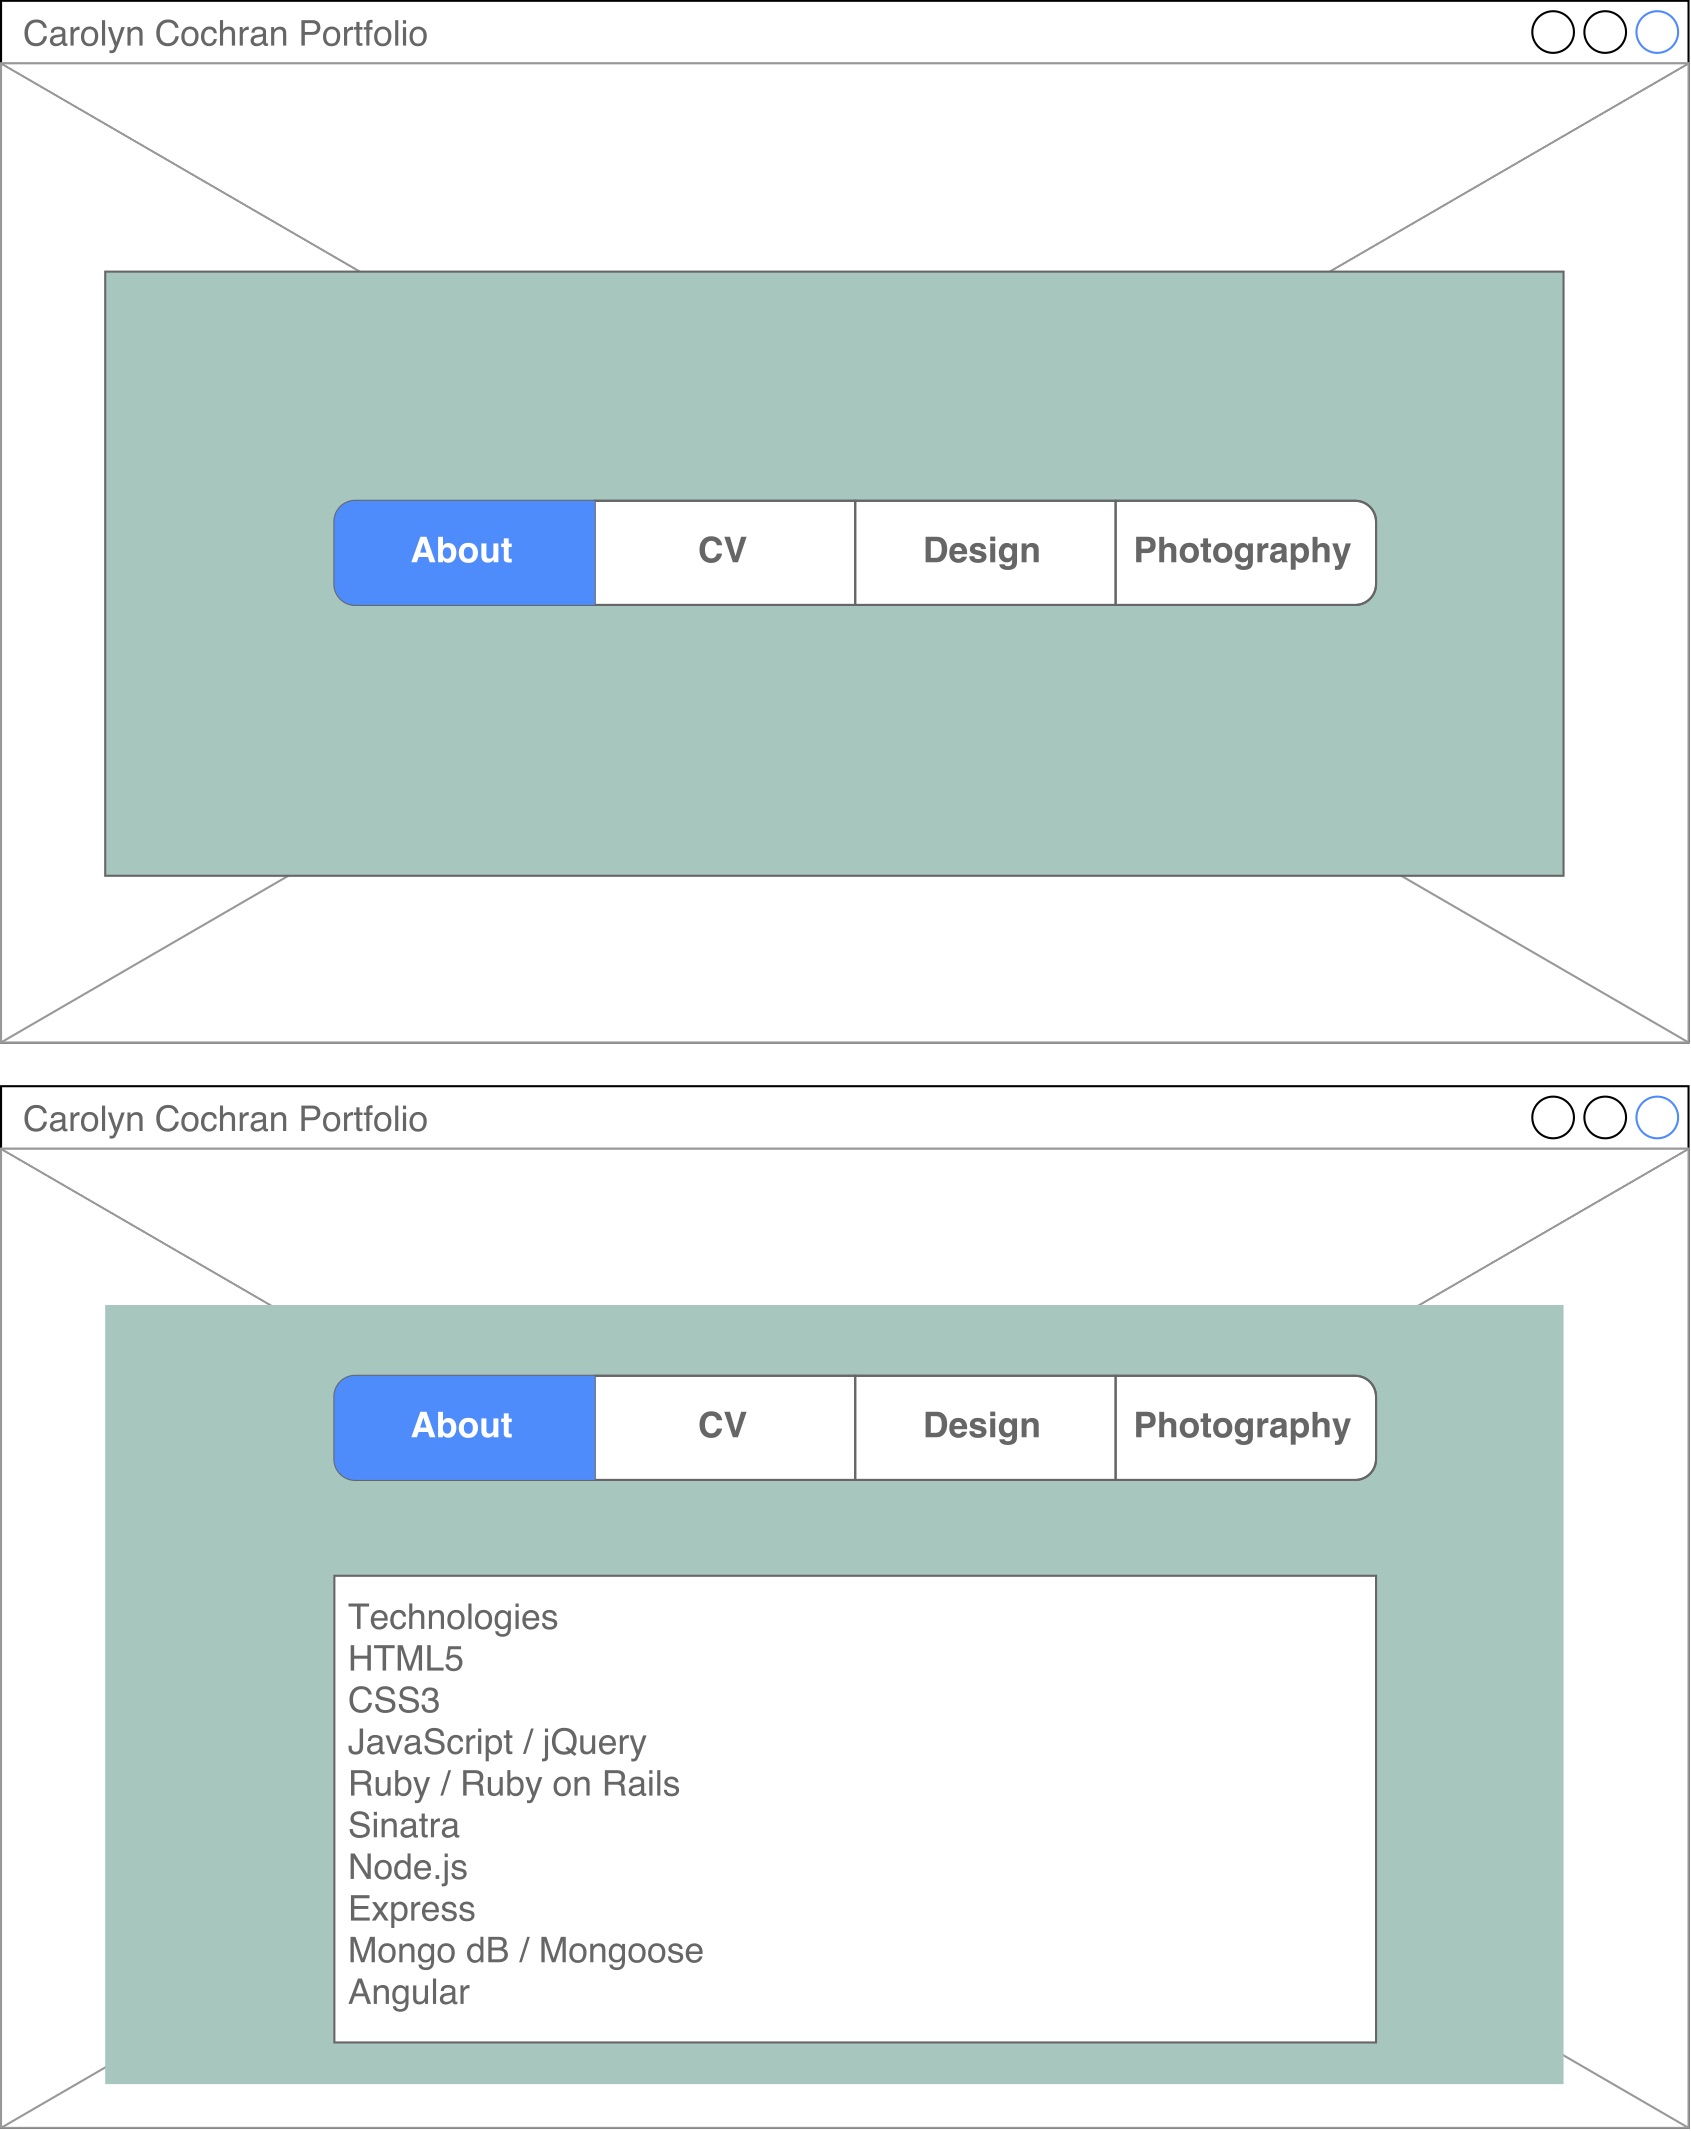 Carolyn Cochran Portfolio
About CV Design Photography
Carolyn Cochran Portfolio
About CV Design Photography
Technologies
HTML5
CSS3
JavaScript / jQuery
Ruby / Ruby on Rails
Sinatra
Node.js
Express
Mongo dB / Mongoose
Angular